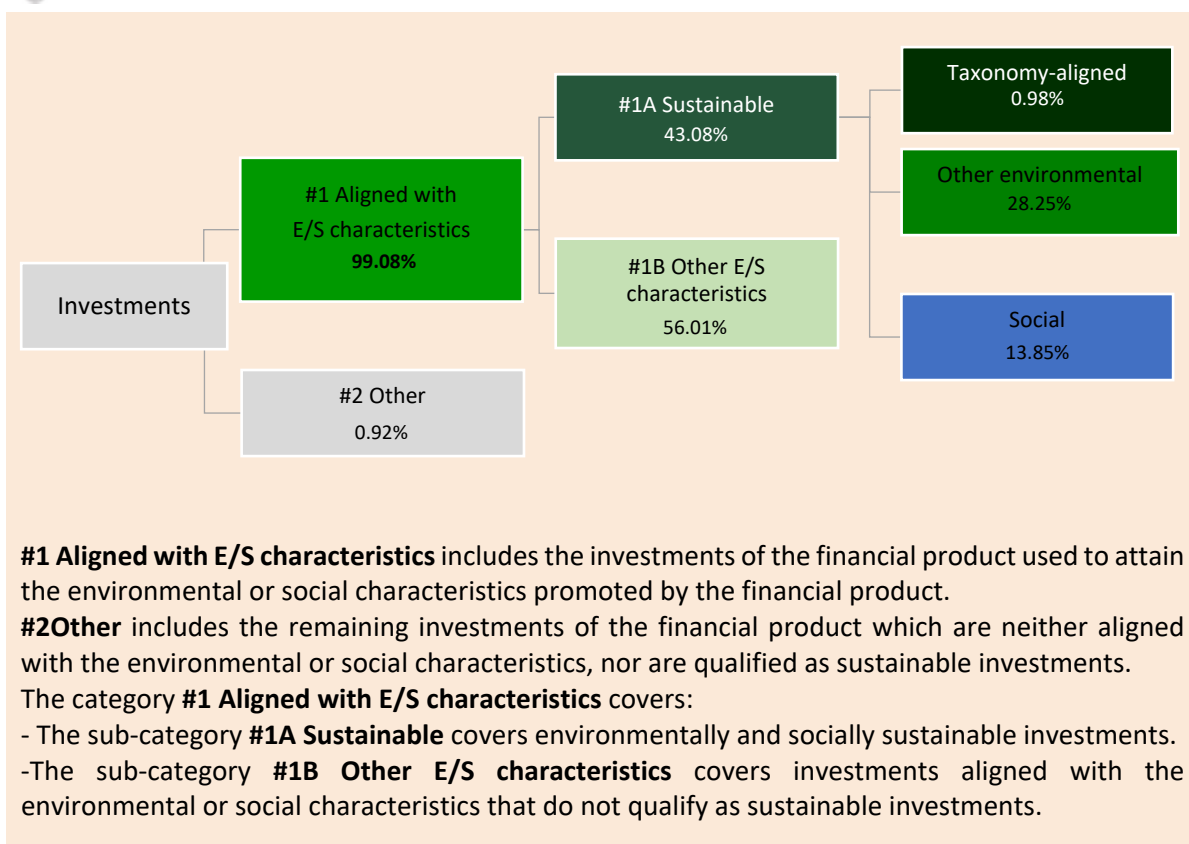 Investments
#1 Aligned with
E/S characteristics
99.08%
#2 Other
0.92%
#1A Sustainable
43.08%
#1B Other E/S
characteristics
56.01%
Taxonomy-aligned
0.98%
Other environmental
28.25%
Social
13.85%
#1 Aligned with E/S characteristics includes the investments of the financial product used to attain
the environmental or social characteristics promoted by the financial product.
#2Other includes the remaining investments of the financial product which are neither aligned
with the environmental or social characteristics, nor are qualified as sustainable investments.
The category #1 Aligned with E/S characteristics covers:
- The sub-category #1A Sustainable covers environmentally and socially sustainable investments.
-The sub-category #1B Other E/S characteristics covers investments aligned with the
environmental or social characteristics that do not qualify as sustainable investments.